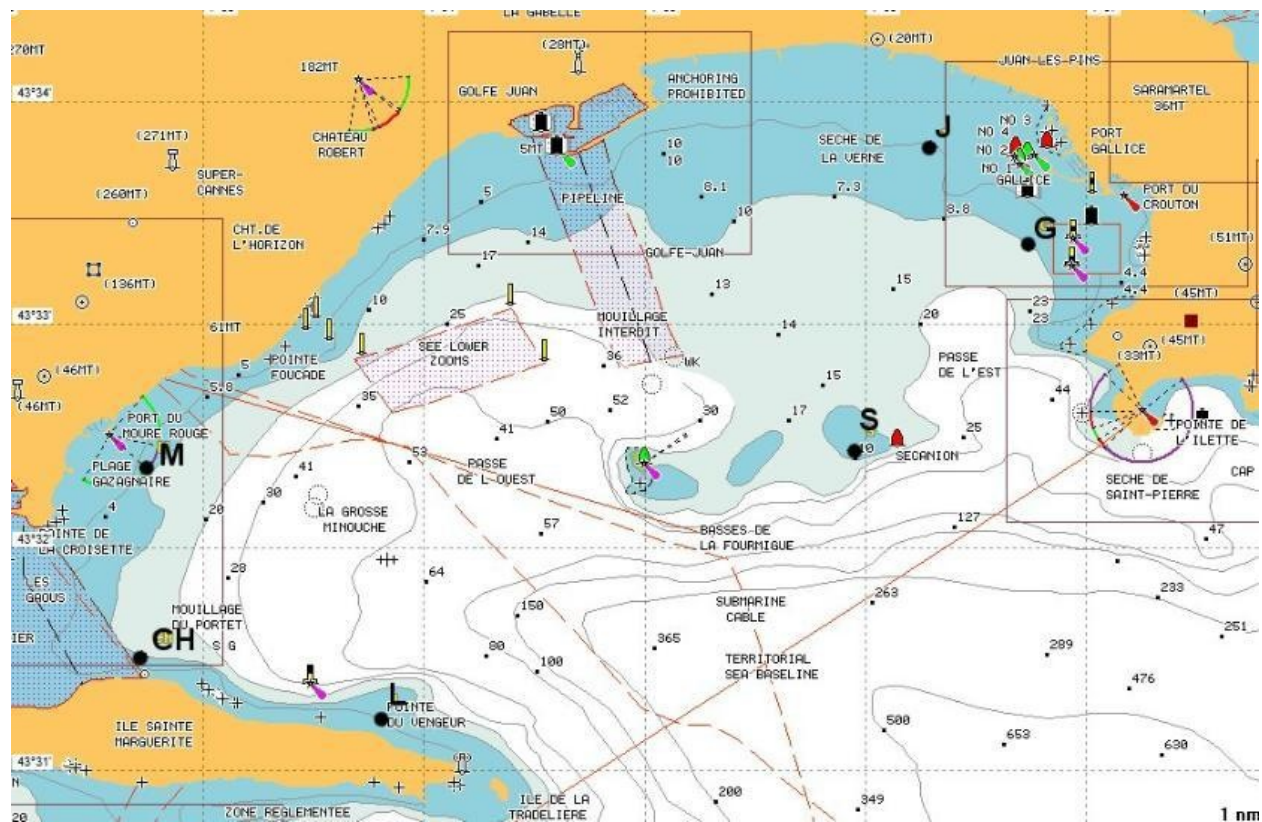 LA GABELLE
270MT
(28MT)
(20MT)
182MT
JUAN LES PINS
43°34
GOLFE JUAN
ANCHORING
PROHIBITED
SARAMARTEL
36MT
CHATEAU
ROBERT
(271MT)
5MT
10
10
SECHE DE
LA VERNE
J
NO 3
NO 4
NO 2
NO 1
GALLICE
PORT
GALLICE
SUPER-
CANNES
(260MT)
5
PIPELINE
8.1
7.3
8.8
PORT DU
CROUTON
CHT.DE
L'HORIZON
7.9
14
10
GOLFE-JUAN
G
(51MT)
17
(136MT)
10
13
15
4.4
4.4
(45MT)
43°33
61MT
25
MOUILLAGE
INTERDIT
14
20
23
23
SEE LOWER
ZOOMS
POINTE
FOUCADE
36
WK
PASSE
DE L'EST
(33MT)
(45MT)
(46MT)
5
5.8
(46MT)
35
52
50
30
15
17
44
PORT DU
MOURE ROUGE
M
41
S
25
10
SECANION
POINTE DE
L'ILETTE
PLAGE
GAZAGNAIRE
53
41
PASSE
DE L'OUEST
SECHE DE
SAINT-PIERRE
CAP
4
30
20
LA GROSSE
MINOUCHE
57
127
47
POINTE DE
LA CROISETTE
BASSES DE
LA FOURMIGUE
43°32
LES
GAOUS
28
64
233
MOUILLAGE
DU PORTET
150
SUBMARINE
CABLE
263
IER
CH
S G
80
100
365
289
251
TERRITORIAL
SEA BASELINE
476
L
POINTE
DU VENGEUR
ILE SAINTE
MARGUERITE
500
653
630
43°31
(A)
N
20
ZONE REGLEMENTEE
ILE DE LA
TRADELIERE
200
349
1 nm